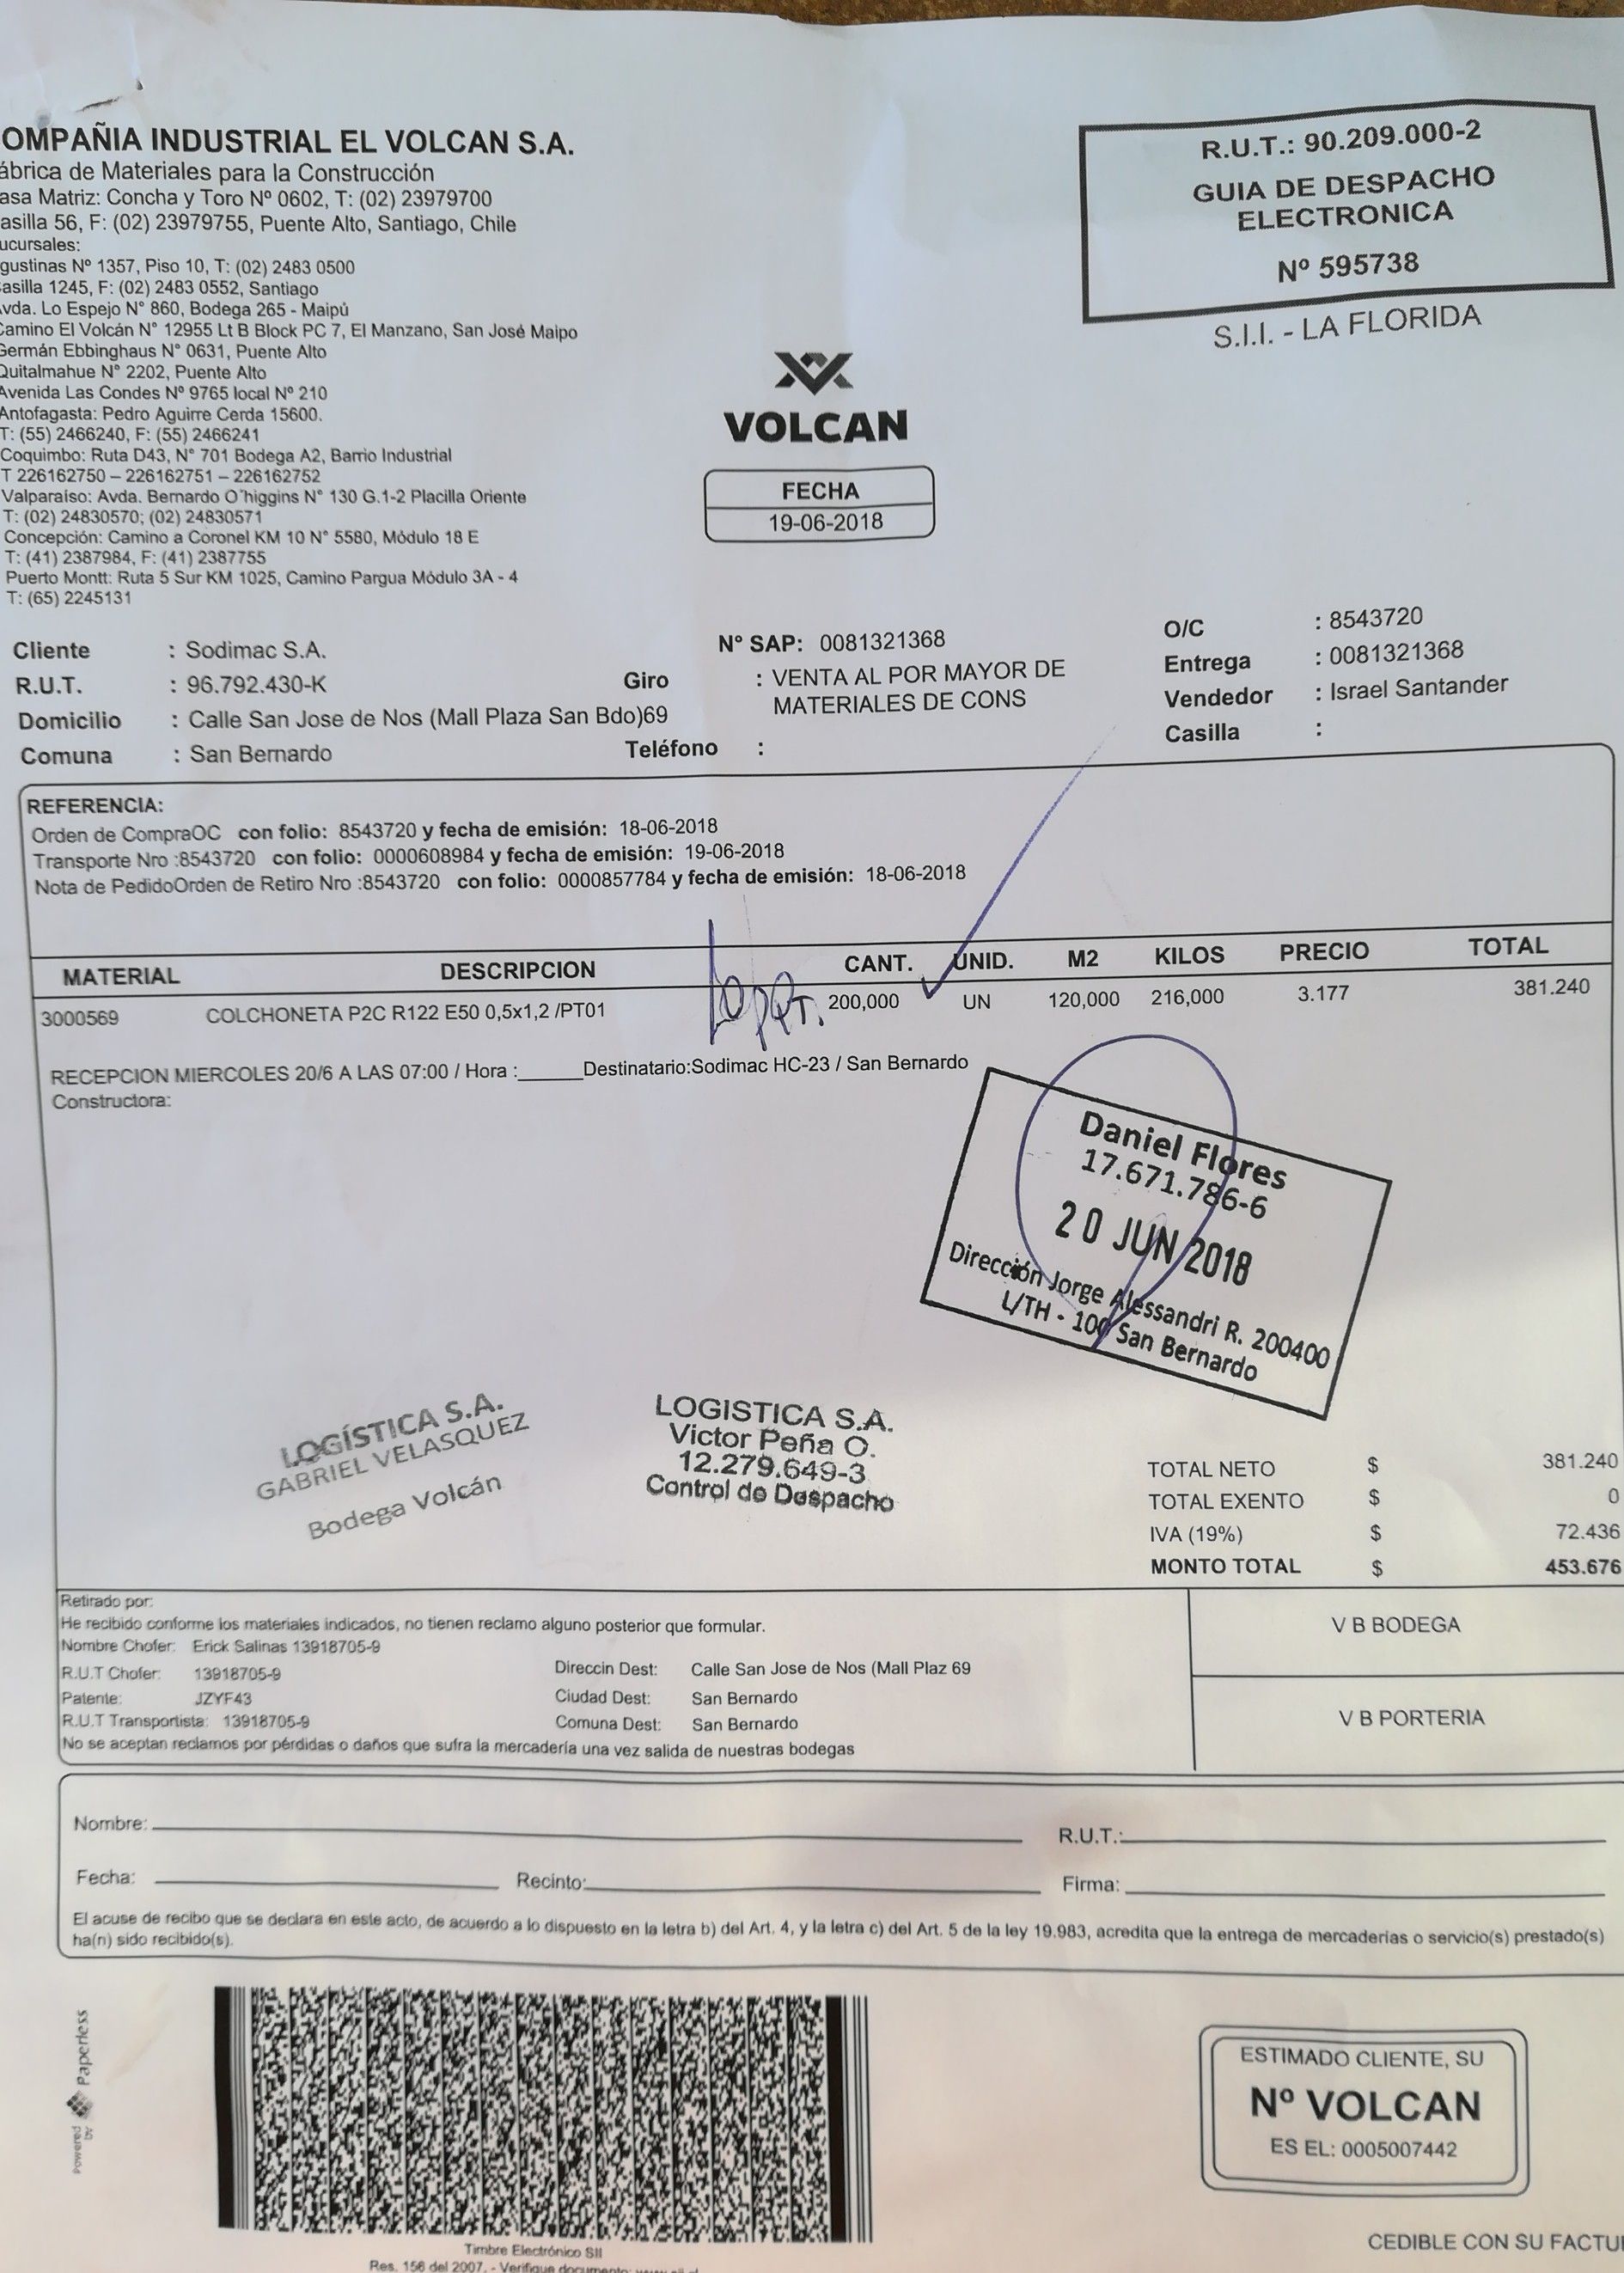 OMPAÑIA INDUSTRIAL EL VOLCAN S.A.
ábrica de Materiales para la Construcción
asa Matriz: Concha y Toro Nº 0602, T: (02) 23979700
asilla 56, F: (02) 23979755, Puente Alto, Santiago, Chile
ucursales:
gustinas Nº 1357, Piso 10, T: (02) 2483 0500
asilla 1245, F: (02) 2483 0552, Santiago
vda. Lo Espejo N° 860, Bodega 265 - Maipú
Camino El Volcán N° 12955 Lt B Block PC 7, El Manzano, San José Maipo
Germán Ebbinghaus N° 0631, Puente Alto
Quitalmahue N° 2202, Puente Alto
Avenida Las Condes Nº 9765 local Nº 210
Antofagasta: Pedro Aguirre Cerda 15600.
T: (55) 2466240, F: (55) 2466241
Coquimbo: Ruta D43, N° 701 Bodega A2, Barrio Industrial
T 226162750 – 226162751 – 226162752
Valparaíso: Avda. Bernardo O´higgins N° 130 G.1-2 Placilla Oriente
T: (02) 24830570; (02) 24830571
Concepción: Camino a Coronel KM 10 N° 5580, Módulo 18 E
T: (41) 2387984, F: (41) 2387755
Puerto Montt: Ruta 5 Sur KM 1025, Camino Pargua Módulo 3A - 4
T: (65) 2245131
R.U.T.: 90.209.000-2
GUIA DE DESPACHO
ELECTRONICA
Nº 595738
S.I.I. - LA FLORIDA
VOLCAN
FECHA
19-06-2018
Cliente : Sodimac S.A.
R.U.T. : 96.792.430-K
Domicilio : Calle San Jose de Nos (Mall Plaza San Bdo)69
Comuna : San Bernardo
N° SAP: 0081321368
Giro : VENTA AL POR MAYOR DE
MATERIALES DE CONS
Teléfono :
O/C : 8543720
Entrega : 0081321368
Vendedor : Israel Santander
Casilla :
REFERENCIA:
Orden de CompraOC con folio: 8543720 y fecha de emisión: 18-06-2018
Transporte Nro :8543720 con folio: 0000608984 y fecha de emisión: 19-06-2018
Nota de PedidoOrden de Retiro Nro :8543720 con folio: 0000857784 y fecha de emisión: 18-06-2018
MATERIAL DESCRIPCION CANT. UNID. M2 KILOS PRECIO TOTAL
3000569 COLCHONETA P2C R122 E50 0,5x1,2 /PT01 200,000 UN 120,000 216,000 3.177 381.240
RECEPCION MIERCOLES 20/6 A LAS 07:00 / Hora :______Destinatario:Sodimac HC-23 / San Bernardo
Constructora:
Daniel Flores
17.671.786-6
20 JUN 2018
Dirección Jorge Alessandri R. 200400
L/TH - 100 San Bernardo
LOGÍSTICA S.A.
GABRIEL VELASQUEZ
Bodega Volcán
LOGISTICA S.A.
Victor Peña O.
12.279.649-3
Control de Despacho
TOTAL NETO $ 381.240
TOTAL EXENTO $ 0
IVA (19%) $ 72.436
MONTO TOTAL $ 453.676
Retirado por:
He recibido conforme los materiales indicados, no tienen reclamo alguno posterior que formular.
Nombre Chofer: Erick Salinas 13918705-9
R.U.T Chofer: 13918705-9
Patente: JZYF43
R.U.T Transportista: 13918705-9
Direccin Dest: Calle San Jose de Nos (Mall Plaz 69
Ciudad Dest: San Bernardo
Comuna Dest: San Bernardo
No se aceptan reclamos por pérdidas o daños que sufra la mercadería una vez salida de nuestras bodegas
V B BODEGA
V B PORTERIA
Nombre: R.U.T.:
Fecha: Recinto: Firma:
El acuse de recibo que se declara en este acto, de acuerdo a lo dispuesto en la letra b) del Art. 4, y la letra c) del Art. 5 de la ley 19.983, acredita que la entrega de mercaderías o servicio(s) prestado(s)
ha(n) sido recibido(s).
Powered by Paperless
Timbre Electrónico SII
Res. 156 del 2007. - Verifique
ESTIMADO CLIENTE, SU
Nº VOLCAN
ES EL: 0005007442
CEDIBLE CON SU FACTU